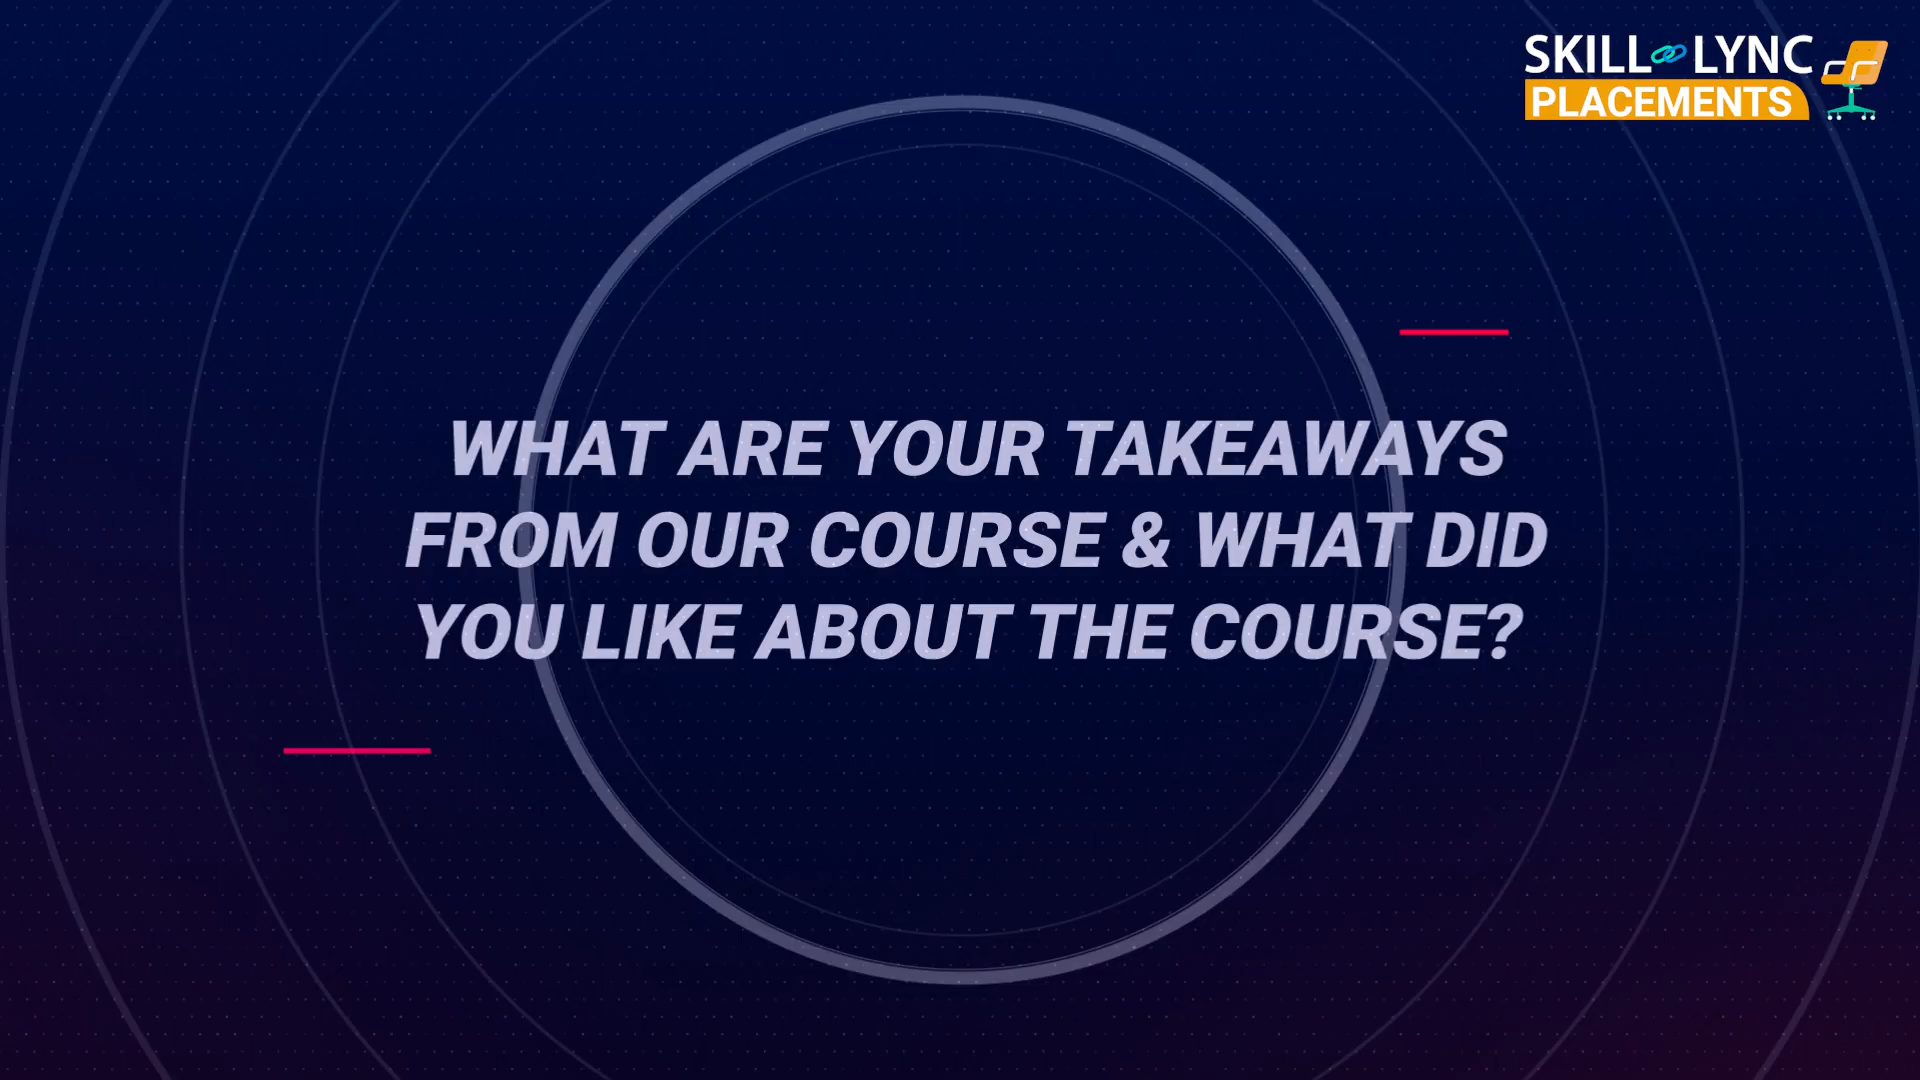 SKILL LYNC
PLACEMENTS
WHAT ARE YOUR TAKEAWAYS
FROM OUR COURSE & WHAT DID
YOU LIKE ABOUT THE COURSE?